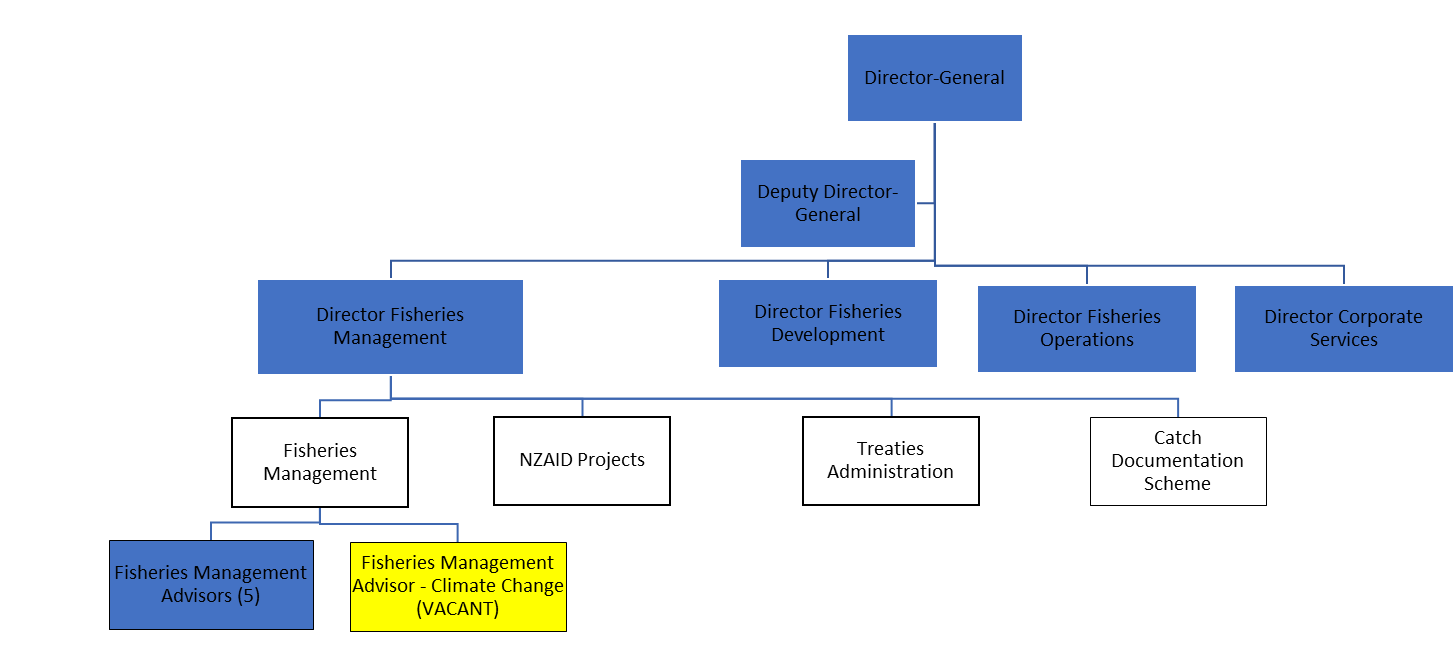 Director-General
Deputy Director-
General
Director Fisheries
Management
Director Fisheries
Development
Director Fisheries
Operations
Director Corporate
Services
Fisheries
Management
NZAID Projects
Treaties
Administration
Catch
Documentation
Scheme
Fisheries Management
Advisors (5)
Fisheries Management
Advisor - Climate Change
(VACANT)